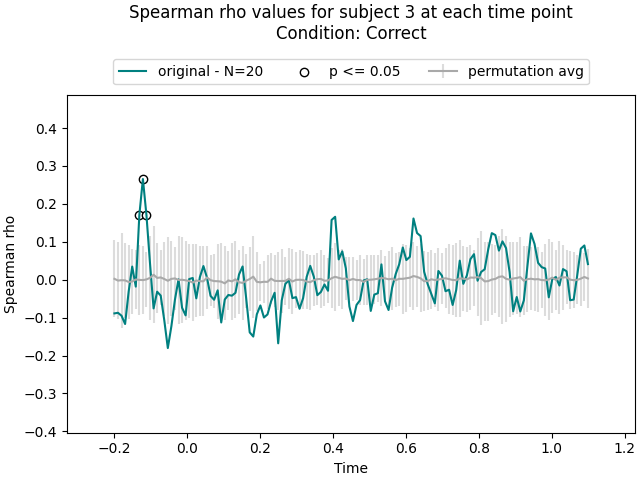 Spearman rho values for subject 3 at each time point
Condition: Correct
original - N=20
p <= 0.05
permutation avg
Spearman rho
0.4
0.3
0.2
0.1
0.0
−0.1
−0.2
−0.3
−0.4
−0.2
0.0
0.2
0.4
0.6
0.8
1.0
1.2
Time